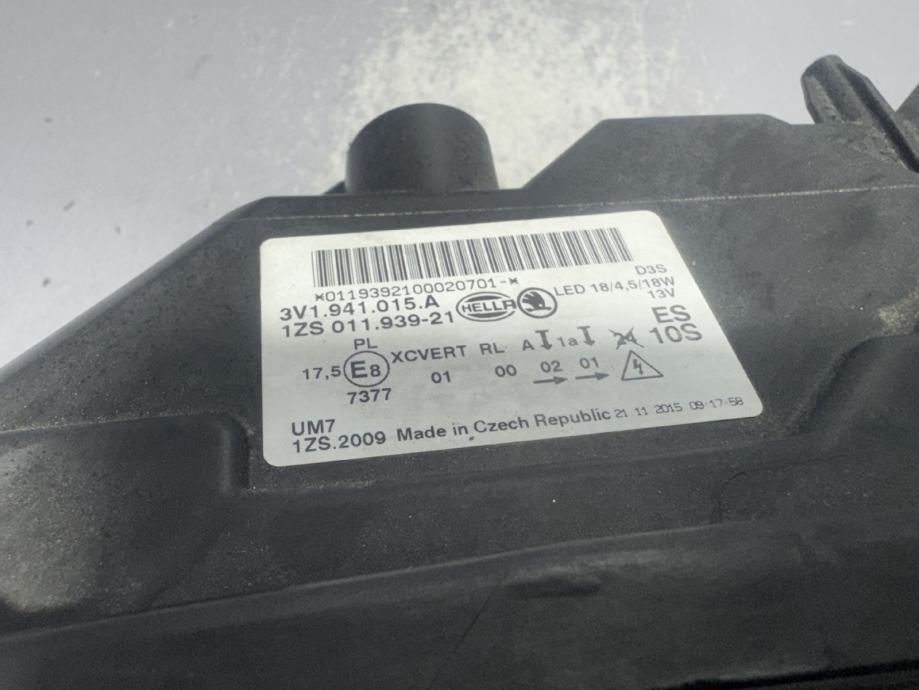 *0119392100020701-*
D3S
3V1.941.015.A
HELLA
LED 18/4,5/18W
1ZS 011.939-21
13V
ES
10S
PL
17,5 E8 XCVERT RL A 1a
01 00 02 01
7377
UM7
1ZS.2009 Made in Czech Republic 21 11 2015 09:17:58